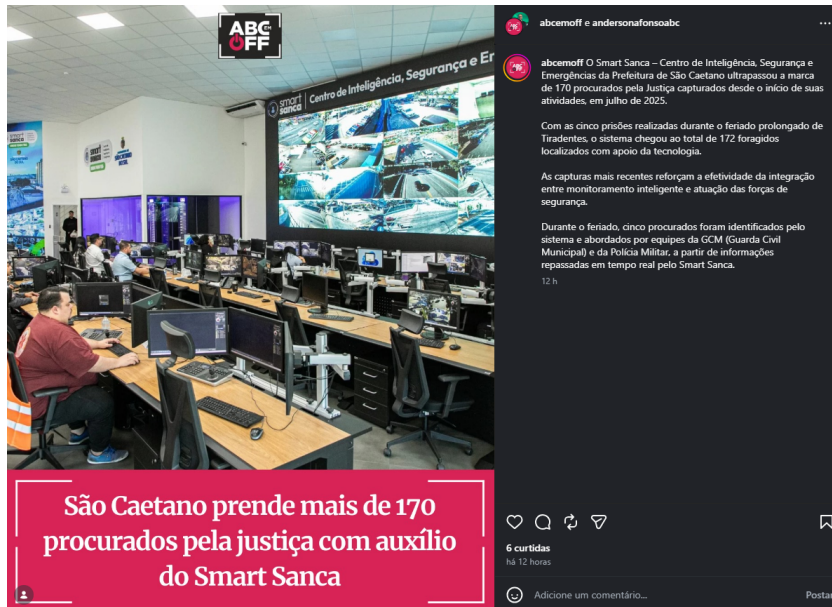 ABC EM
OFF
smart sanca
Centro de Inteligência, Segurança e Em
smart
sanca
São Caetano prende mais de 170
procurados pela justiça com auxílio
do Smart Sanca
abcemoff e andersonafonsoabc
abcemoff O Smart Sanca – Centro de Inteligência, Segurança e
Emergências da Prefeitura de São Caetano ultrapassou a marca
de 170 procurados pela Justiça capturados desde o início de suas
atividades, em julho de 2025.
Com as cinco prisões realizadas durante o feriado prolongado de
Tiradentes, o sistema chegou ao total de 172 foragidos
localizados com apoio da tecnologia.
As capturas mais recentes reforçam a efetividade da integração
entre monitoramento inteligente e atuação das forças de
segurança.
Durante o feriado, cinco procurados foram identificados pelo
sistema e abordados por equipes da GCM (Guarda Civil
Municipal) e da Polícia Militar, a partir de informações
repassadas em tempo real pelo Smart Sanca.
12 h
6 curtidas
há 12 horas
Adicione um comentário...
Postar